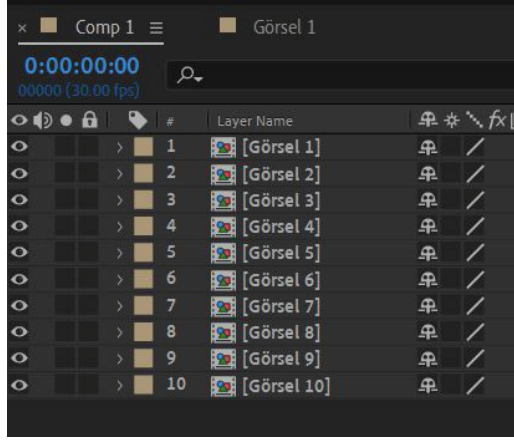 × Comp 1 ≡ Görsel 1
0:00:00:00
00000 (30.00 fps)
# Layer Name fx
1 [Görsel 1]
2 [Görsel 2]
3 [Görsel 3]
4 [Görsel 4]
5 [Görsel 5]
6 [Görsel 6]
7 [Görsel 7]
8 [Görsel 8]
9 [Görsel 9]
10 [Görsel 10]